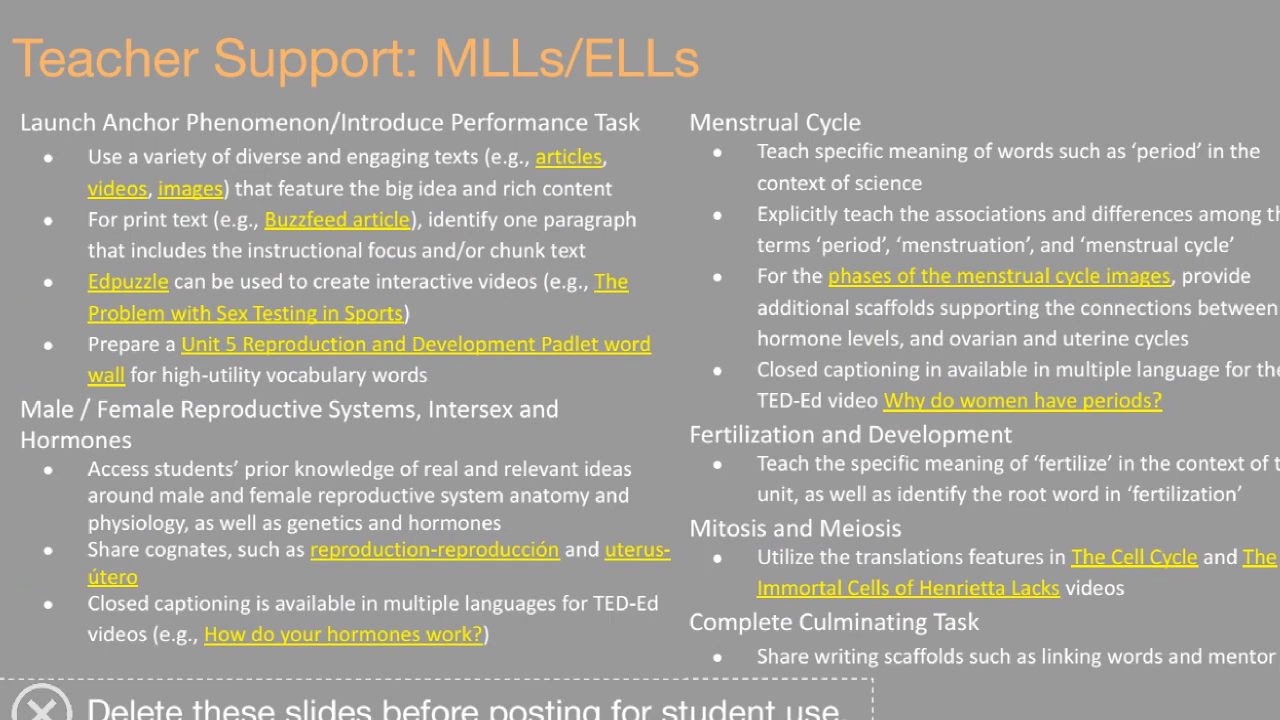 Teacher Support: MLLs/ELLs
Launch Anchor Phenomenon/Introduce Performance Task
● Use a variety of diverse and engaging texts (e.g., articles,
videos, images) that feature the big idea and rich content
● For print text (e.g., Buzzfeed article), identify one paragraph
that includes the instructional focus and/or chunk text
● Edpuzzle can be used to create interactive videos (e.g., The
Problem with Sex Testing in Sports)
● Prepare a Unit 5 Reproduction and Development Padlet word
wall for high-utility vocabulary words
Male / Female Reproductive Systems, Intersex and
Hormones
● Access students’ prior knowledge of real and relevant ideas
around male and female reproductive system anatomy and
physiology, as well as genetics and hormones
● Share cognates, such as reproduction-reproducción and uterus-
útero
● Closed captioning is available in multiple languages for TED-Ed
videos (e.g., How do your hormones work?)
Menstrual Cycle
● Teach specific meaning of words such as ‘period’ in the
context of science
● Explicitly teach the associations and differences among th
terms ‘period’, ‘menstruation’, and ‘menstrual cycle’
● For the phases of the menstrual cycle images, provide
additional scaffolds supporting the connections between
hormone levels, and ovarian and uterine cycles
● Closed captioning in available in multiple language for the
TED-Ed video Why do women have periods?
Fertilization and Development
● Teach the specific meaning of ‘fertilize’ in the context of t
unit, as well as identify the root word in ‘fertilization’
Mitosis and Meiosis
● Utilize the translations features in The Cell Cycle and The
Immortal Cells of Henrietta Lacks videos
Complete Culminating Task
● Share writing scaffolds such as linking words and mentor
Delete these slides before posting for student use.